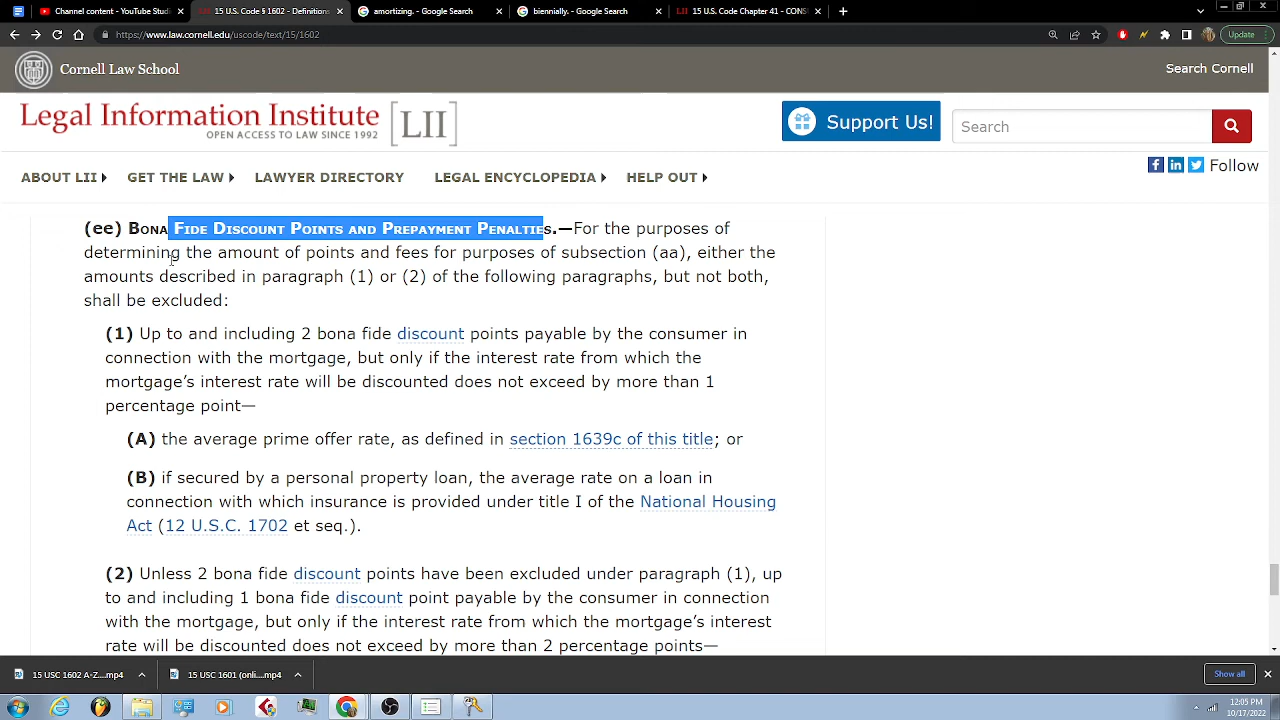 Channel content - YouTube Studi
15 U.S. Code § 1602 - Definitions
amortizing. - Google Search
biennially. - Google Search
15 U.S. Code Chapter 41 - CONS
https://www.law.cornell.edu/uscode/text/15/1602
Update
Cornell Law School
Search Cornell
Legal Information Institute [LII]
OPEN ACCESS TO LAW SINCE 1992
Support Us!
Search
ABOUT LII
GET THE LAW
LAWYER DIRECTORY
LEGAL ENCYCLOPEDIA
HELP OUT
Follow
(ee) Bona Fide Discount Points and Prepayment Penalties.—For the purposes of
determining the amount of points and fees for purposes of subsection (aa), either the
amounts described in paragraph (1) or (2) of the following paragraphs, but not both,
shall be excluded:
(1) Up to and including 2 bona fide discount points payable by the consumer in
connection with the mortgage, but only if the interest rate from which the
mortgage’s interest rate will be discounted does not exceed by more than 1
percentage point—
(A) the average prime offer rate, as defined in section 1639c of this title; or
(B) if secured by a personal property loan, the average rate on a loan in
connection with which insurance is provided under title I of the National Housing
Act (12 U.S.C. 1702 et seq.).
(2) Unless 2 bona fide discount points have been excluded under paragraph (1), up
to and including 1 bona fide discount point payable by the consumer in connection
with the mortgage, but only if the interest rate from which the mortgage’s interest
rate will be discounted does not exceed by more than 2 percentage points—
15 USC 1602 A-Z....mp4
15 USC 1601 (onli....mp4
Show all
12:05 PM
10/17/2022